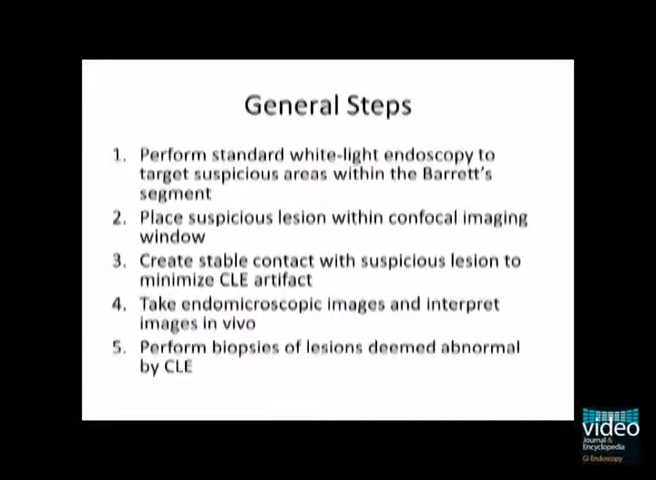 General Steps
1. Perform standard white-light endoscopy to
target suspicious areas within the Barrett's
segment
2. Place suspicious lesion within confocal imaging
window
3. Create stable contact with suspicious lesion to
minimize CLE artifact
4. Take endomicroscopic images and interpret
images in vivo
5. Perform biopsies of lesions deemed abnormal
by CLE
video
Journal &
Encyclopedia
GI Endoscopy